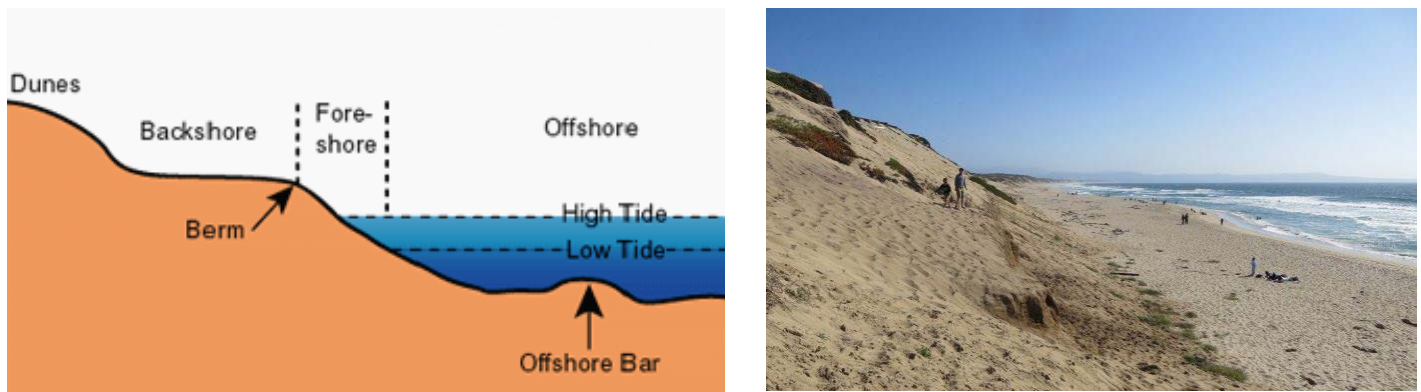 Dunes
Backshore
Fore-
shore
Offshore
High Tide
Berm
Low Tide
Offshore Bar